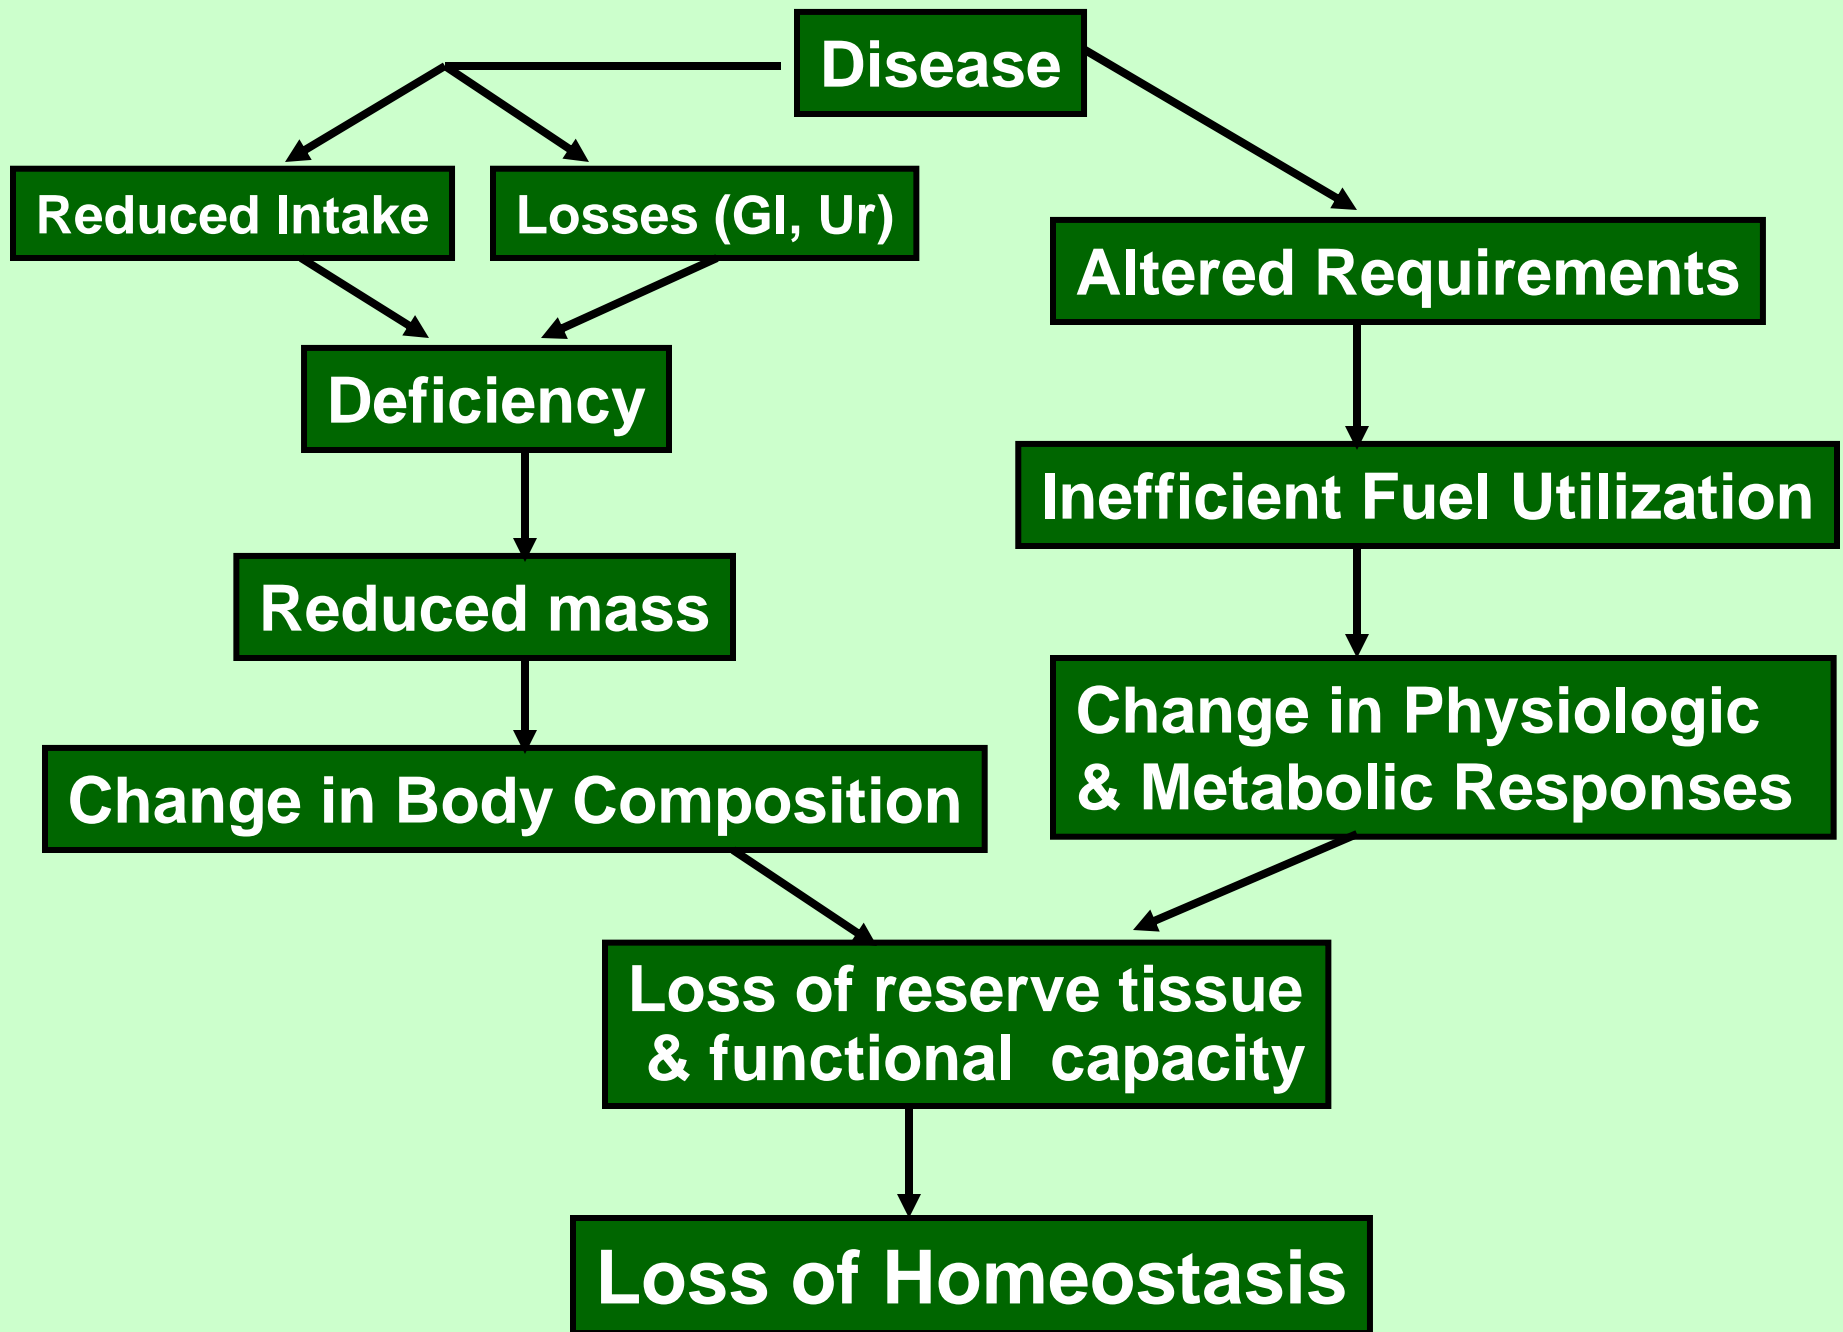 Disease
Reduced Intake
Losses (GI, Ur)
Altered Requirements
Deficiency
Inefficient Fuel Utilization
Reduced mass
Change in Physiologic
& Metabolic Responses
Change in Body Composition
Loss of reserve tissue
& functional capacity
Loss of Homeostasis